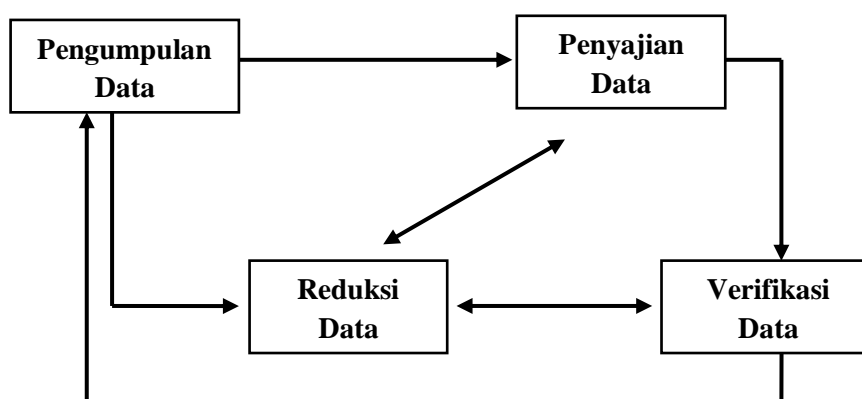 Pengumpulan
Data
Penyajian
Data
Reduksi
Data
Verifikasi
Data